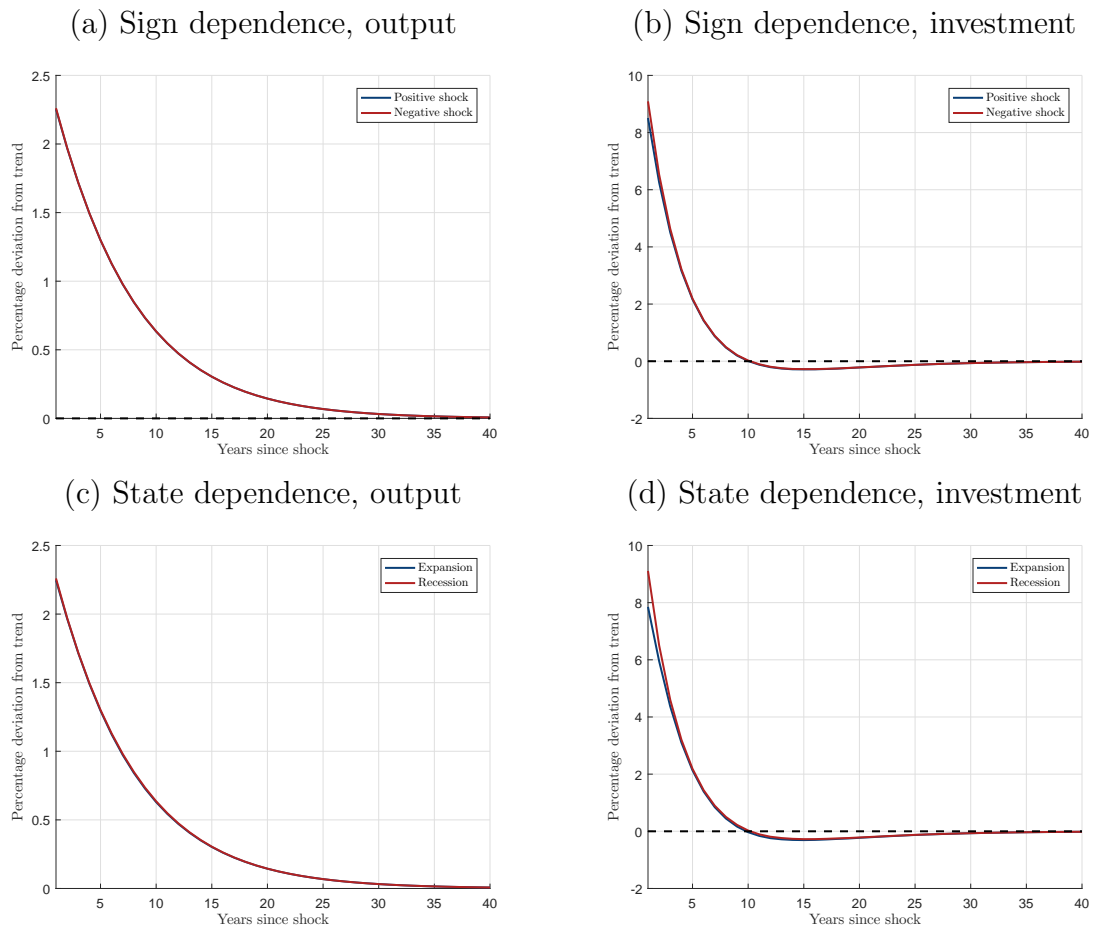 (a) Sign dependence, output
Percentage deviation from trend
2.5
2
1.5
1
0.5
0
Positive shock
Negative shock
5 10 15 20 25 30 35 40
Years since shock
(b) Sign dependence, investment
Percentage deviation from trend
10
8
6
4
2
0
-2
Positive shock
Negative shock
5 10 15 20 25 30 35 40
Years since shock
(c) State dependence, output
Percentage deviation from trend
2.5
2
1.5
1
0.5
0
Expansion
Recession
5 10 15 20 25 30 35 40
Years since shock
(d) State dependence, investment
Percentage deviation from trend
10
8
6
4
2
0
-2
Expansion
Recession
5 10 15 20 25 30 35 40
Years since shock